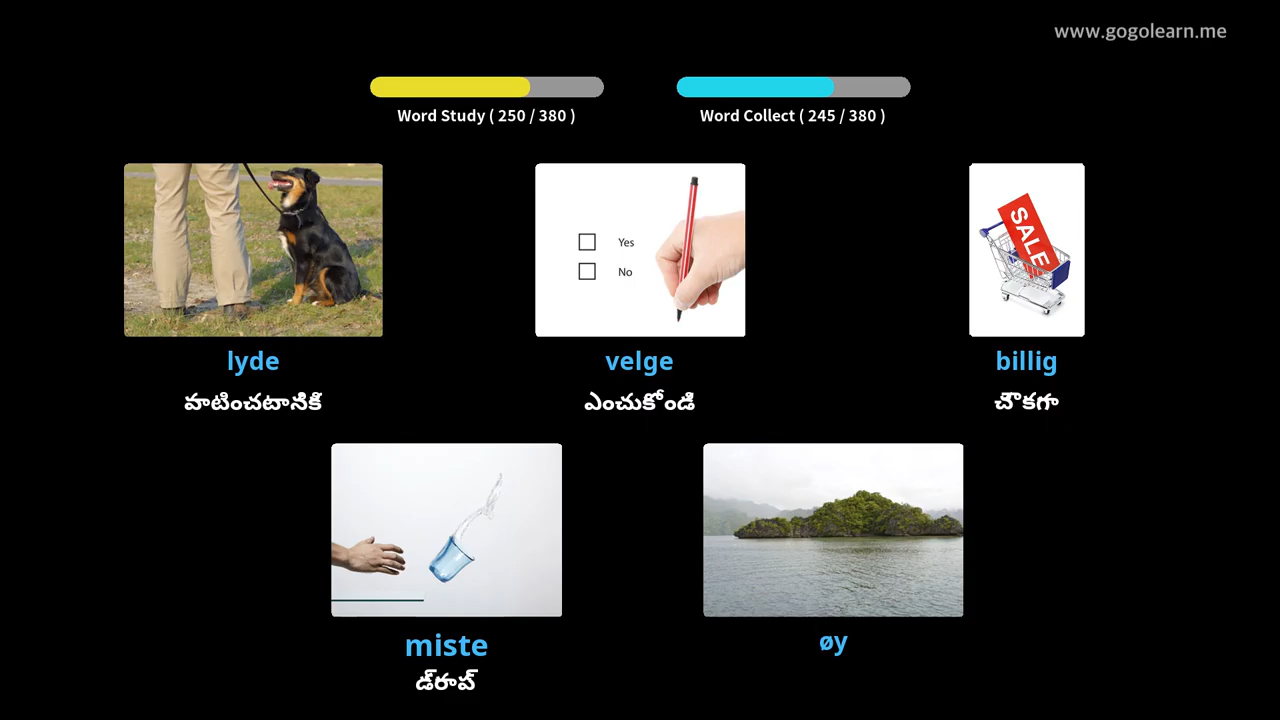 www.gogolearn.me
Word Study ( 250 / 380 )
Word Collect ( 245 / 380 )
Yes
No
SALE
lyde
velge
billig
హటించటానికి
ఎంచుకోండి
చౌకగా
miste
øy
డ్రాప్